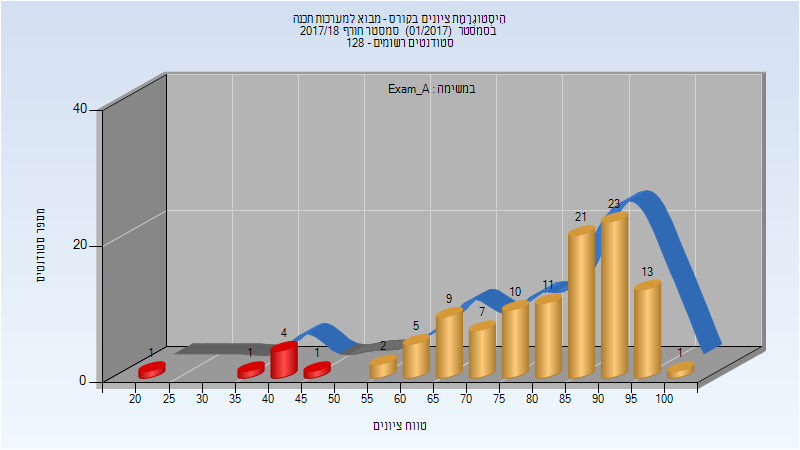 היסטוגרמת ציונים בקורס - מבוא למערכות תכנה
בסמסטר (01/2017) סמסטר חורף 2017/18
סטודנטים רשומים - 128
במשימה : Exam_A
מספר סטודנטים
40
20
0
1
1
4
1
2
5
9
7
10
11
21
23
13
1
20 25 30 35 40 45 50 55 60 65 70 75 80 85 90 95 100
טווח ציונים